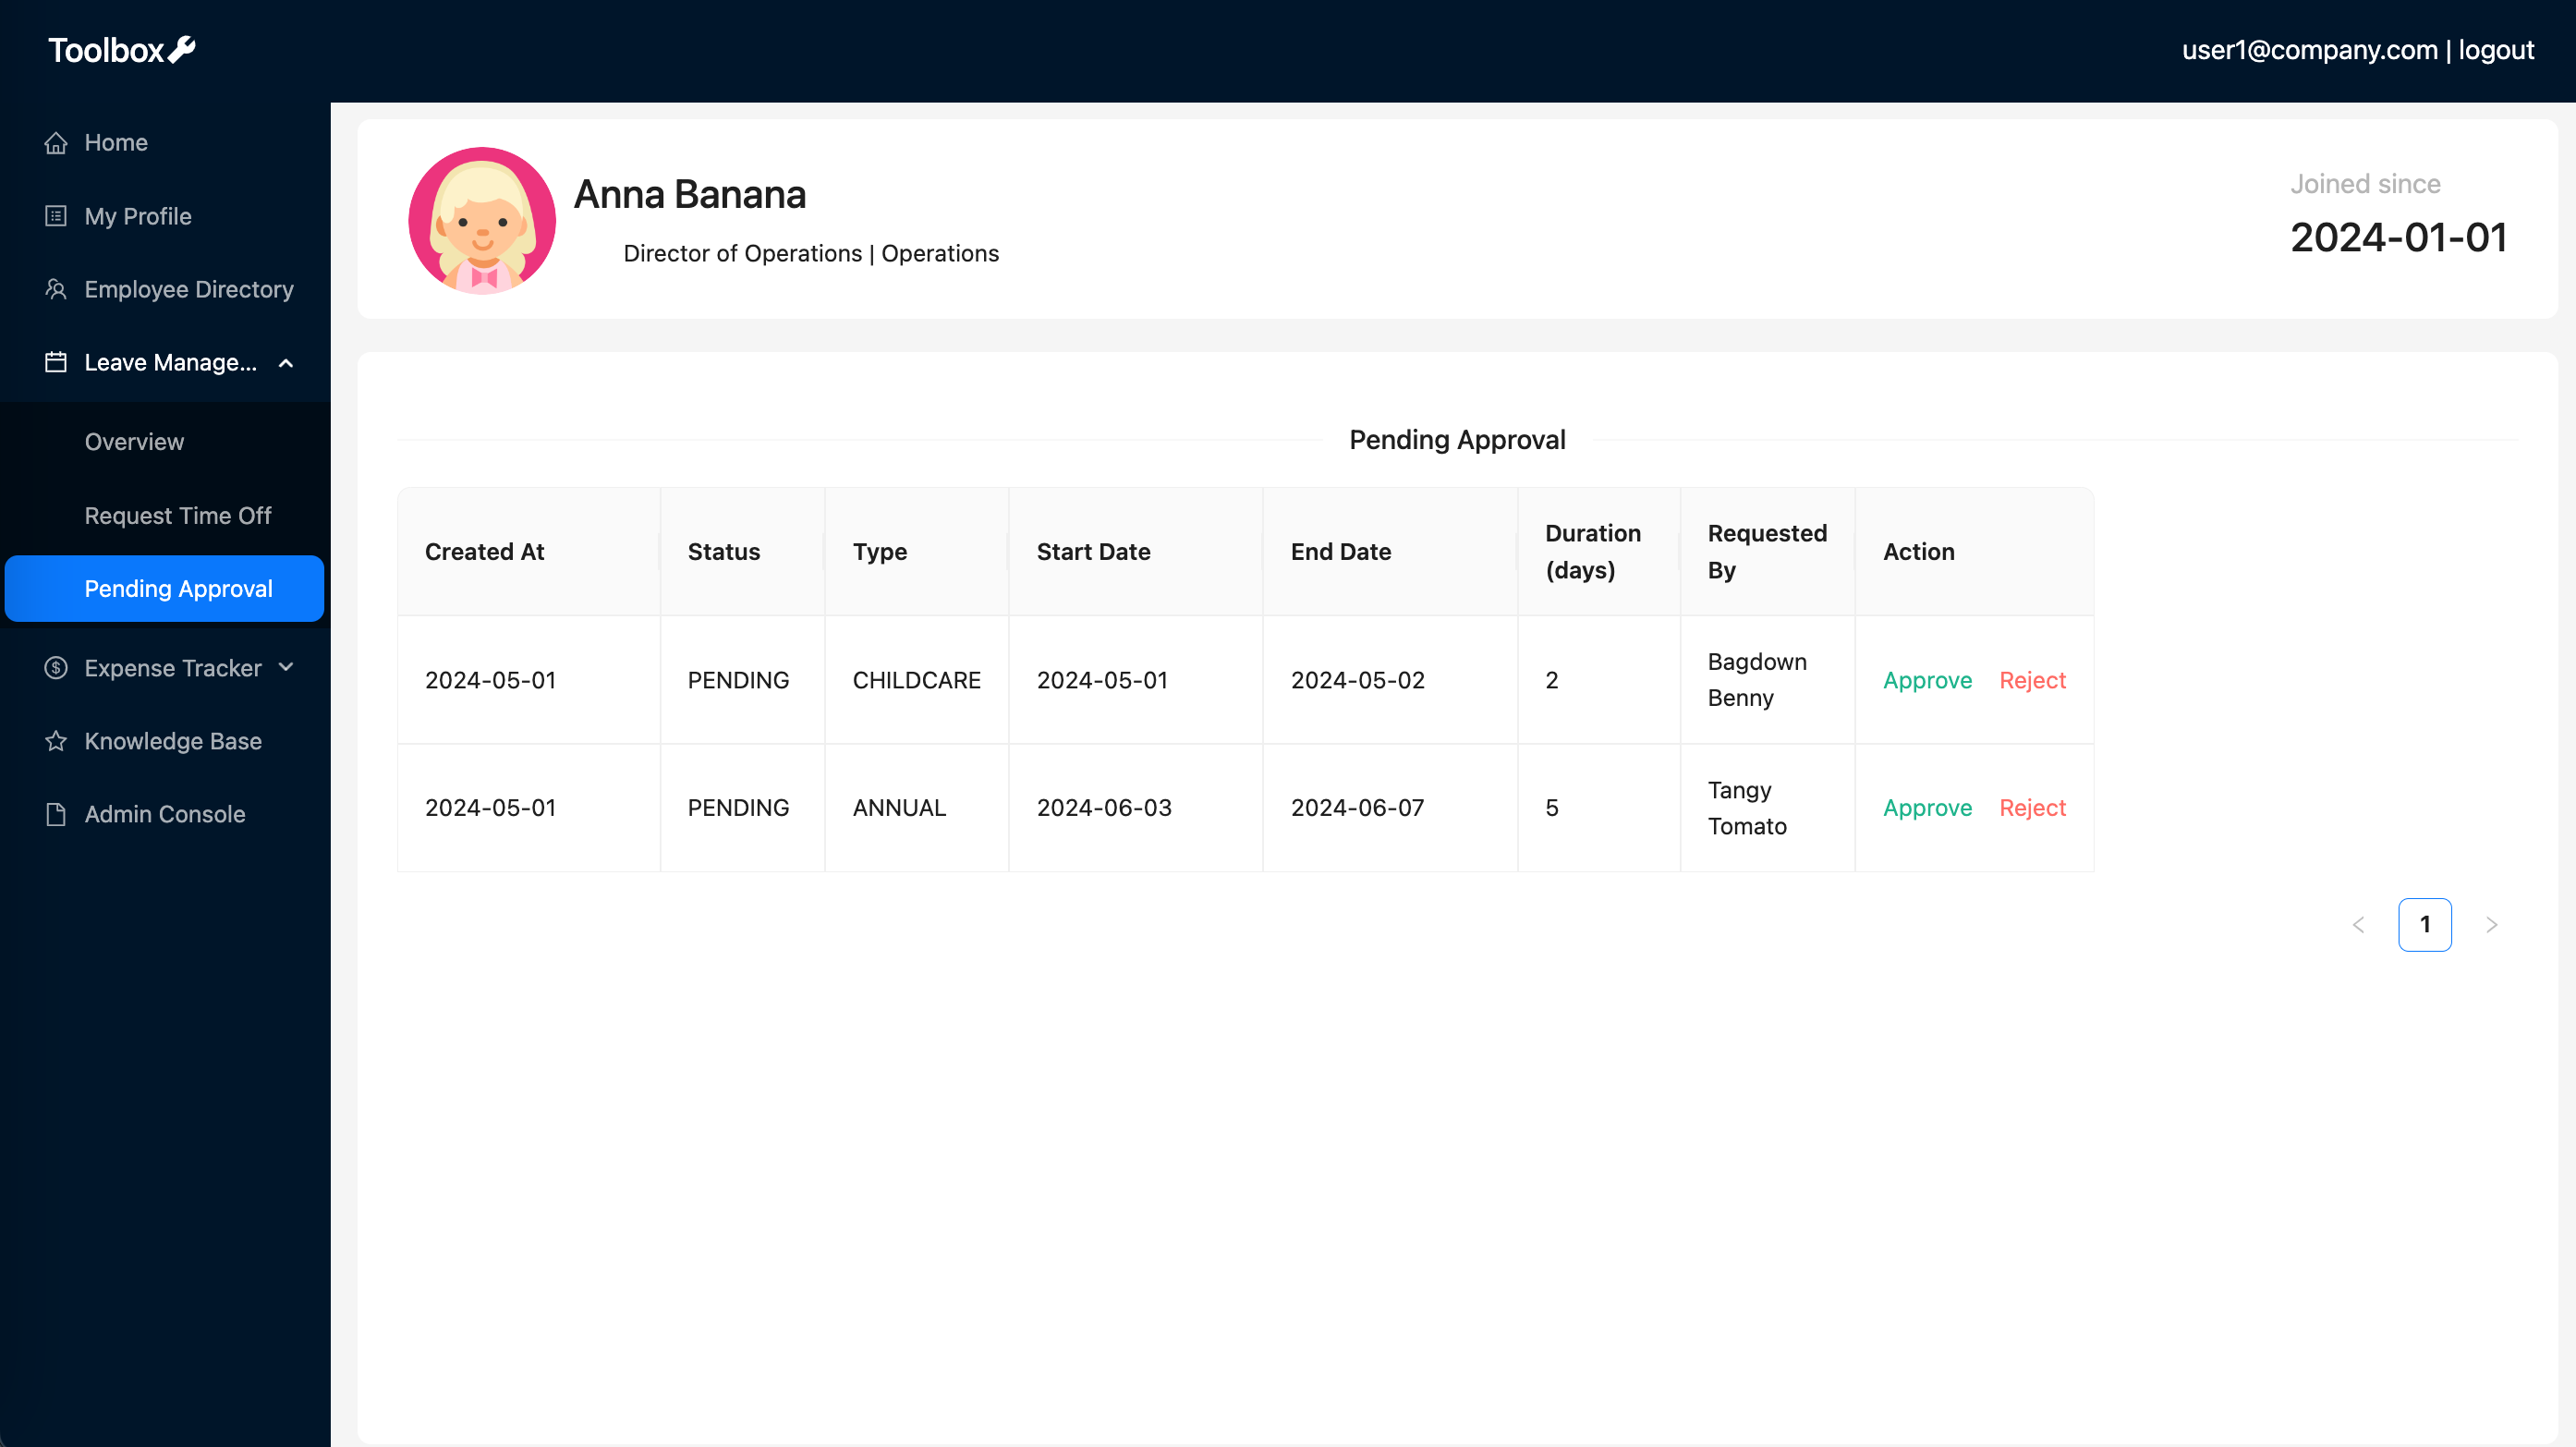 Toolbox
user1@company.com | logout
Home
My Profile
Employee Directory
Leave Manage...
Overview
Request Time Off
Pending Approval
Expense Tracker
Knowledge Base
Admin Console
Anna Banana
Director of Operations | Operations
Joined since
2024-01-01
Pending Approval
Created At Status Type Start Date End Date Duration (days) Requested By Action
2024-05-01 PENDING CHILDCARE 2024-05-01 2024-05-02 2 Bagdown Benny Approve Reject
2024-05-01 PENDING ANNUAL 2024-06-03 2024-06-07 5 Tangy Tomato Approve Reject
1